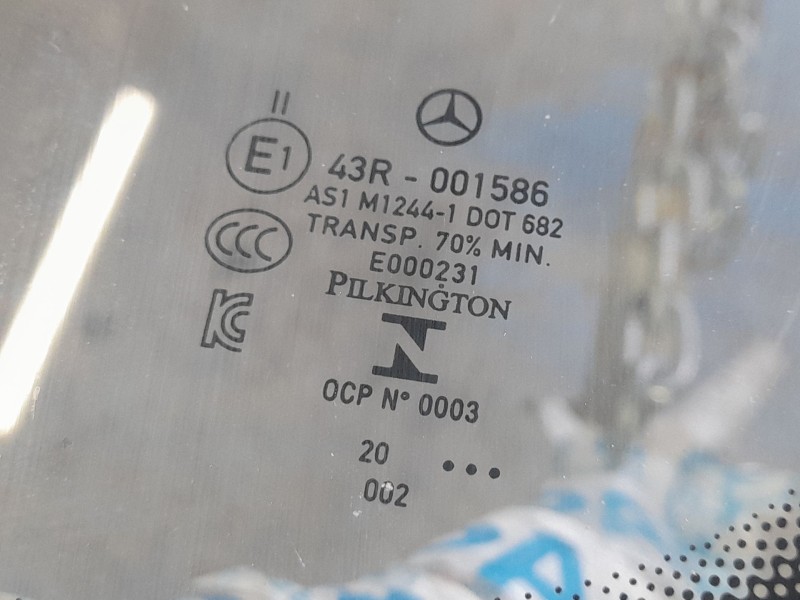 II
E1
43R - 001586
AS1 M1244-1 DOT 682
TRANSP. 70% MIN.
CCC
E000231
PILKINGTON
KC
N
OCP N° 0003
20 ...
002